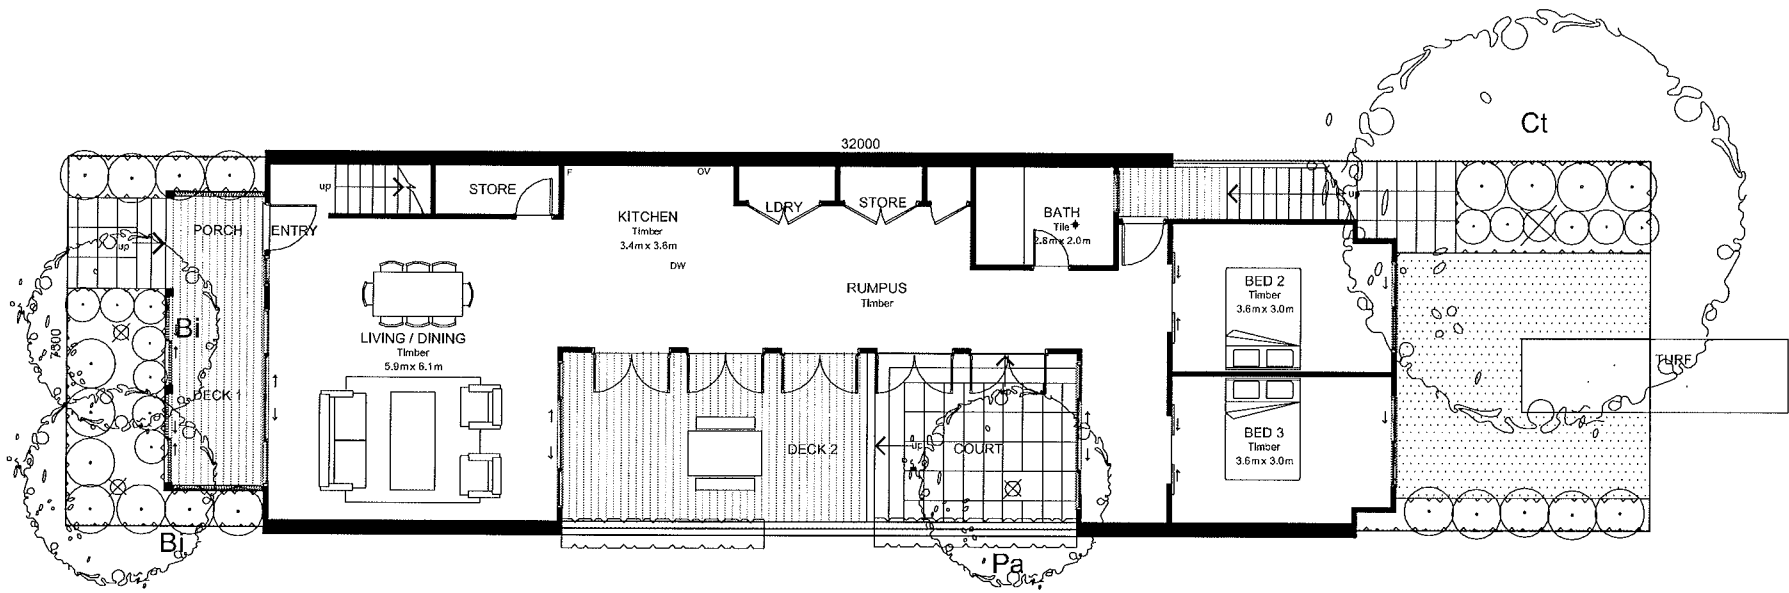 Ct
32000
up
STORE
F
OV
LDRY
STORE
KITCHEN
Timber
3.4m x 3.6m
DW
BATH
Tile
2.8m x 2.0m
up
PORCH
ENTRY
up
RUMPUS
Timber
BED 2
Timber
3.6m x 3.0m
Bi
LIVING / DINING
Timber
5.9m x 6.1m
TURF
DECK 1
DECK 2
up
COURT
BED 3
Timber
3.6m x 3.0m
Bi
Pa